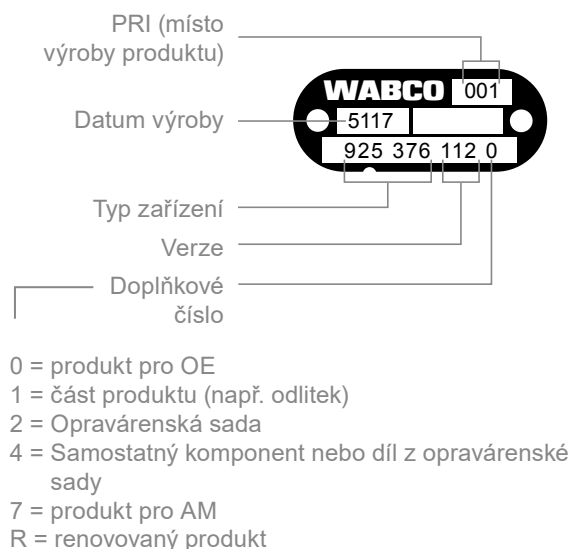 PRI (místo
výroby produktu)
WABCO 001
Datum výroby
5117
925 376 112 0
Typ zařízení
Verze
Doplňkové
číslo
0 = produkt pro OE
1 = část produktu (např. odlitek)
2 = Opravárenská sada
4 = Samostatný komponent nebo díl z opravárenské
sady
7 = produkt pro AM
R = renovovaný produkt